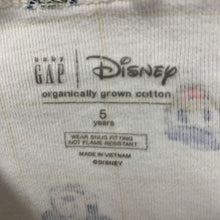 baby
GAP | Disney
organically grown cotton
5
years
WEAR SNUG FITTING
NOT FLAME RESISTANT
MADE IN VIETNAM
©DISNEY